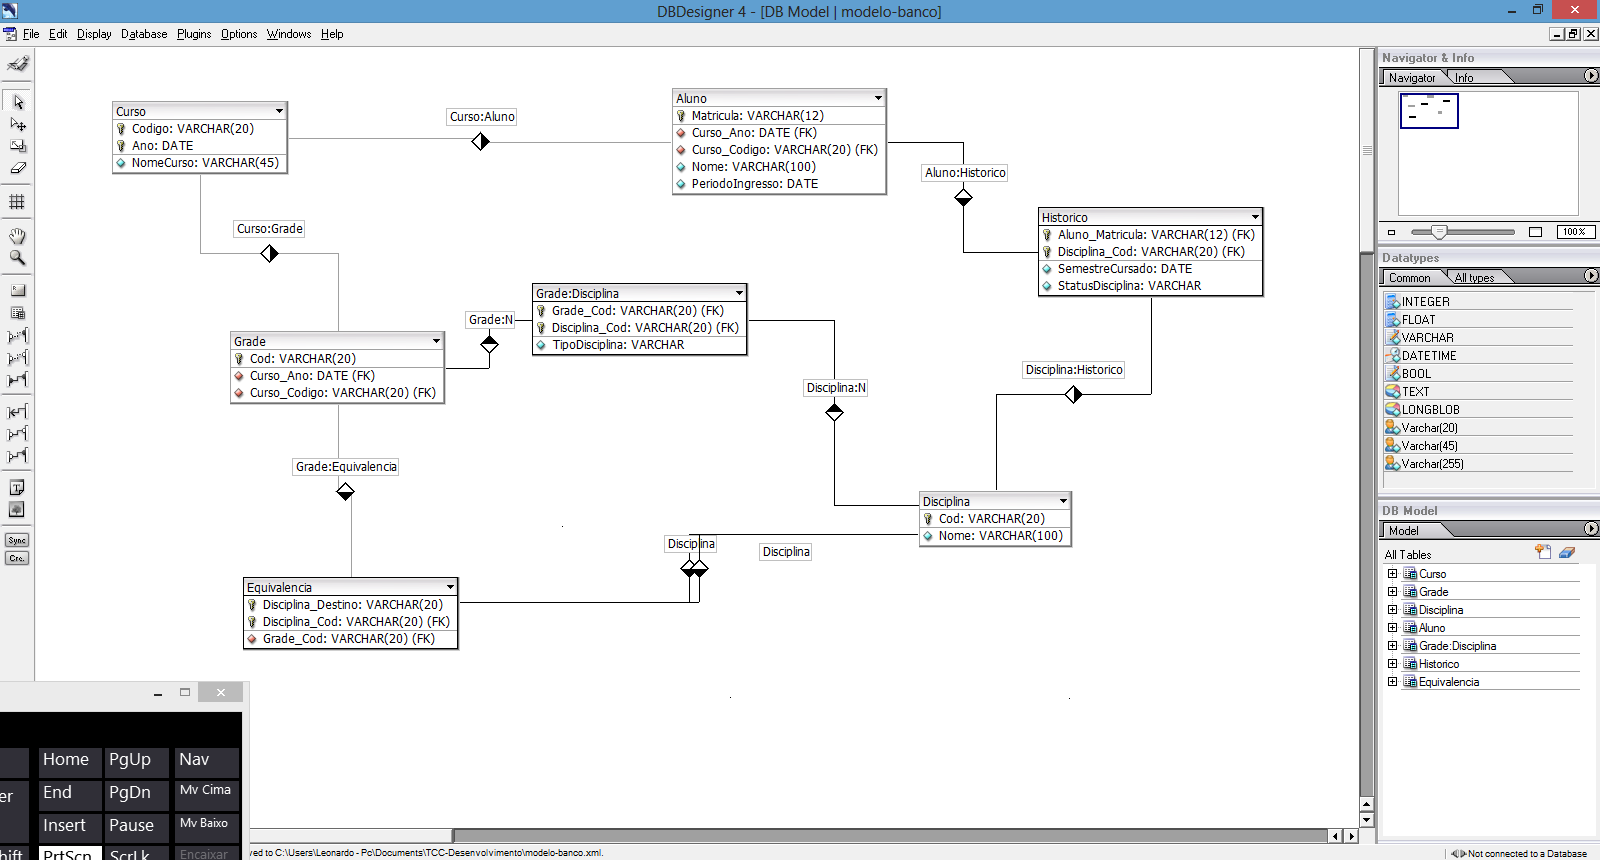 DBDesigner 4 - [DB Model | modelo-banco]
File Edit Display Database Plugins Options Windows Help
Curso
Codigo: VARCHAR(20)
Ano: DATE
NomeCurso: VARCHAR(45)
Curso:Aluno
Aluno
Matricula: VARCHAR(12)
Curso_Ano: DATE (FK)
Curso_Codigo: VARCHAR(20) (FK)
Nome: VARCHAR(100)
PeriodoIngresso: DATE
Aluno:Historico
Curso:Grade
Historico
Aluno_Matricula: VARCHAR(12) (FK)
Disciplina_Cod: VARCHAR(20) (FK)
SemestreCursado: DATE
StatusDisciplina: VARCHAR
Grade:Disciplina
Grade_Cod: VARCHAR(20) (FK)
Disciplina_Cod: VARCHAR(20) (FK)
TipoDisciplina: VARCHAR
Grade:N
Grade
Cod: VARCHAR(20)
Curso_Ano: DATE (FK)
Curso_Codigo: VARCHAR(20) (FK)
Disciplina:N
Disciplina:Historico
Grade:Equivalencia
Disciplina
Cod: VARCHAR(20)
Nome: VARCHAR(100)
Disciplina
Disciplina
Equivalencia
Disciplina_Destino: VARCHAR(20)
Disciplina_Cod: VARCHAR(20) (FK)
Grade_Cod: VARCHAR(20) (FK)
Sync
Cre.
Navigator & Info
Navigator Info
100%
Datatypes
Common All types
INTEGER
FLOAT
VARCHAR
DATETIME
BOOL
TEXT
LONGBLOB
Varchar(20)
Varchar(45)
Varchar(255)
DB Model
Model
All Tables
Curso
Grade
Disciplina
Aluno
Grade:Disciplina
Historico
Equivalencia
Home PgUp Nav
er End PgDn Mv Cima
Insert Pause Mv Baixo
hift PrtScn ScrLk Encaixar
ved to C:\Users\Leonardo - Pc\Documents\TCC-Desenvolvimento\modelo-banco.xml.
Not connected to a Database